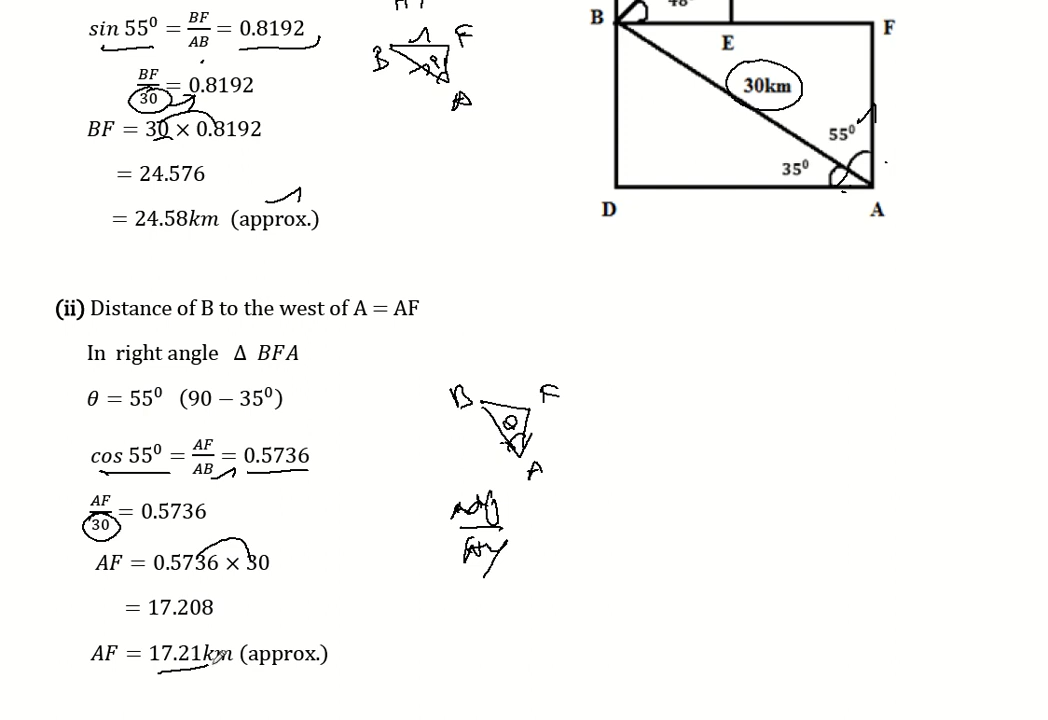 sin 55⁰ = BF/AB = 0.8192
BF/30 = 0.8192
BF = 30 × 0.8192
= 24.576
= 24.58km (approx.)
B F
A
48⁰
B
E
F
30km
55⁰
35⁰
D
A
(ii) Distance of B to the west of A = AF
In right angle Δ BFA
θ = 55⁰ (90 − 35⁰)
cos 55⁰ = AF/AB = 0.5736
AF/30 = 0.5736
AF = 0.5736 × 30
= 17.208
AF = 17.21km (approx.)
B F
θ
A
Adj